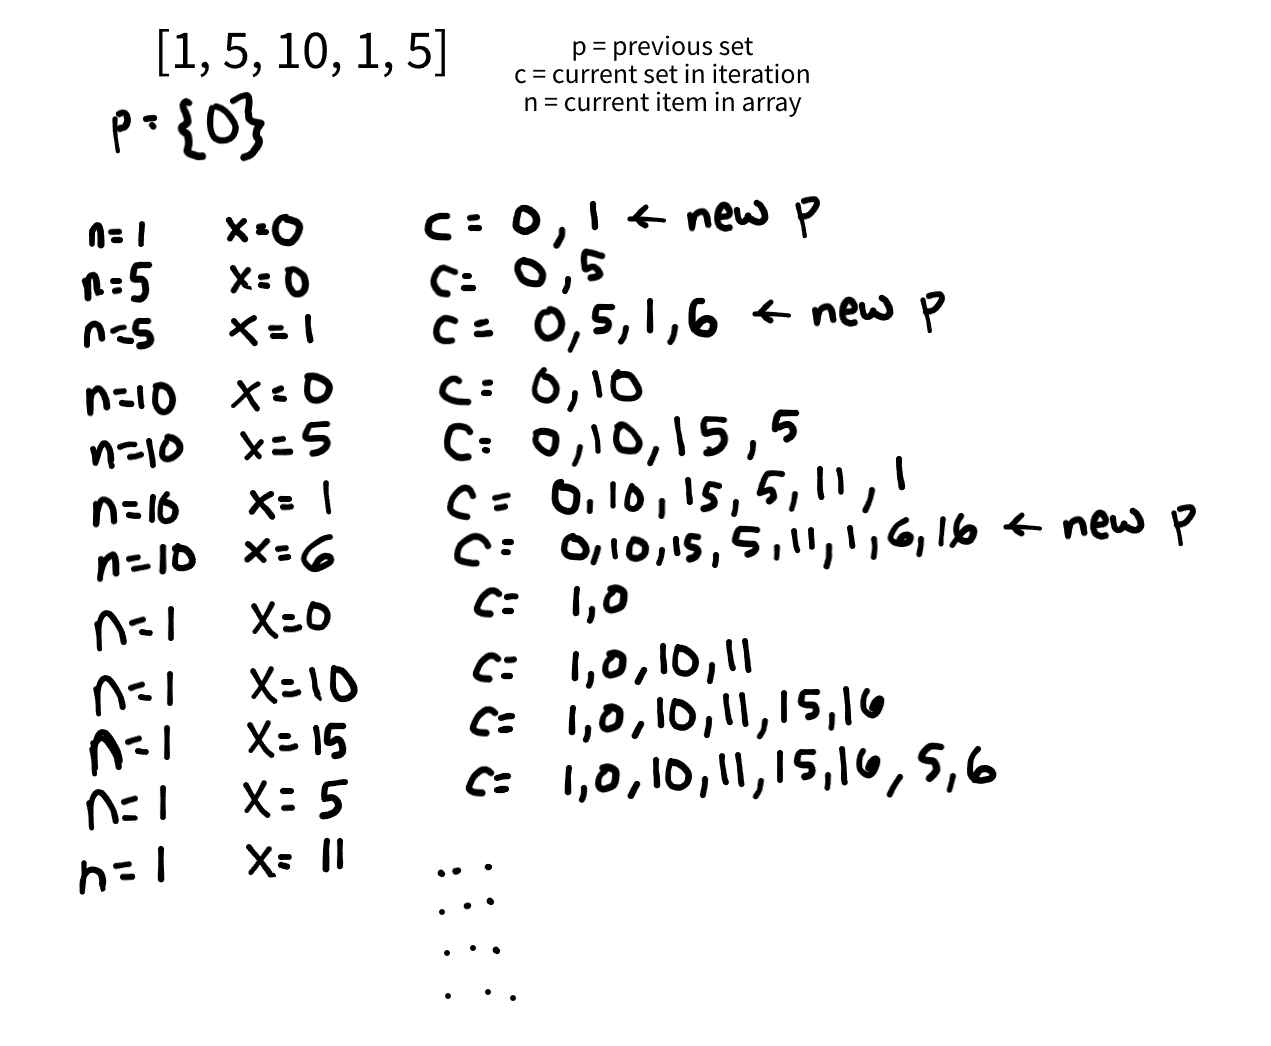 [1, 5, 10, 1, 5]
p = previous set
c = current set in iteration
n = current item in array
p = {0}
n=1 x=0 c = 0, 1 ← new p
n=5 x=0 c= 0,5
n=5 x=1 c = 0,5,1,6 ← new p
n=10 x=0 c= 0,10
n=10 x=5 c= 0,10,15,5
n=10 x=1 c = 0,10,15,5,11,1
n=10 x=6 c= 0,10,15,5,11,1,6,16 ← new p
n=1 x=0 c= 1,0
n=1 x=10 c= 1,0,10,11
n=1 x=15 c= 1,0,10,11,15,16
n=1 x=5 c= 1,0,10,11,15,16,5,6
n=1 x=11 ...
...
...
...